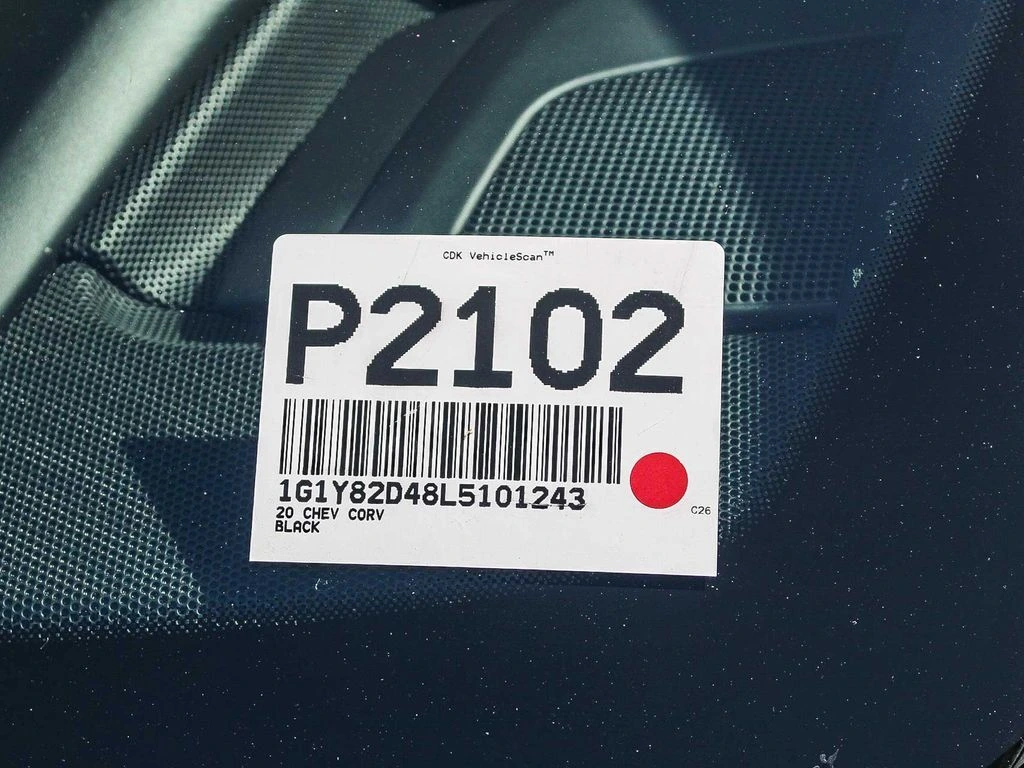 CDK VehicleScan™
P2102
1G1Y82D48L5101243
C26
20 CHEV CORV
BLACK